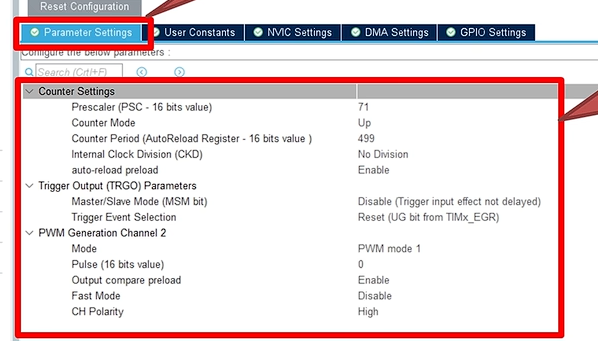 Reset Configuration
Parameter Settings User Constants NVIC Settings DMA Settings GPIO Settings
Configure the below parameters :
Search (Crtl+F)
Counter Settings
Prescaler (PSC - 16 bits value) 71
Counter Mode Up
Counter Period (AutoReload Register - 16 bits value ) 499
Internal Clock Division (CKD) No Division
auto-reload preload Enable
Trigger Output (TRGO) Parameters
Master/Slave Mode (MSM bit) Disable (Trigger input effect not delayed)
Trigger Event Selection Reset (UG bit from TIMx_EGR)
PWM Generation Channel 2
Mode PWM mode 1
Pulse (16 bits value) 0
Output compare preload Enable
Fast Mode Disable
CH Polarity High